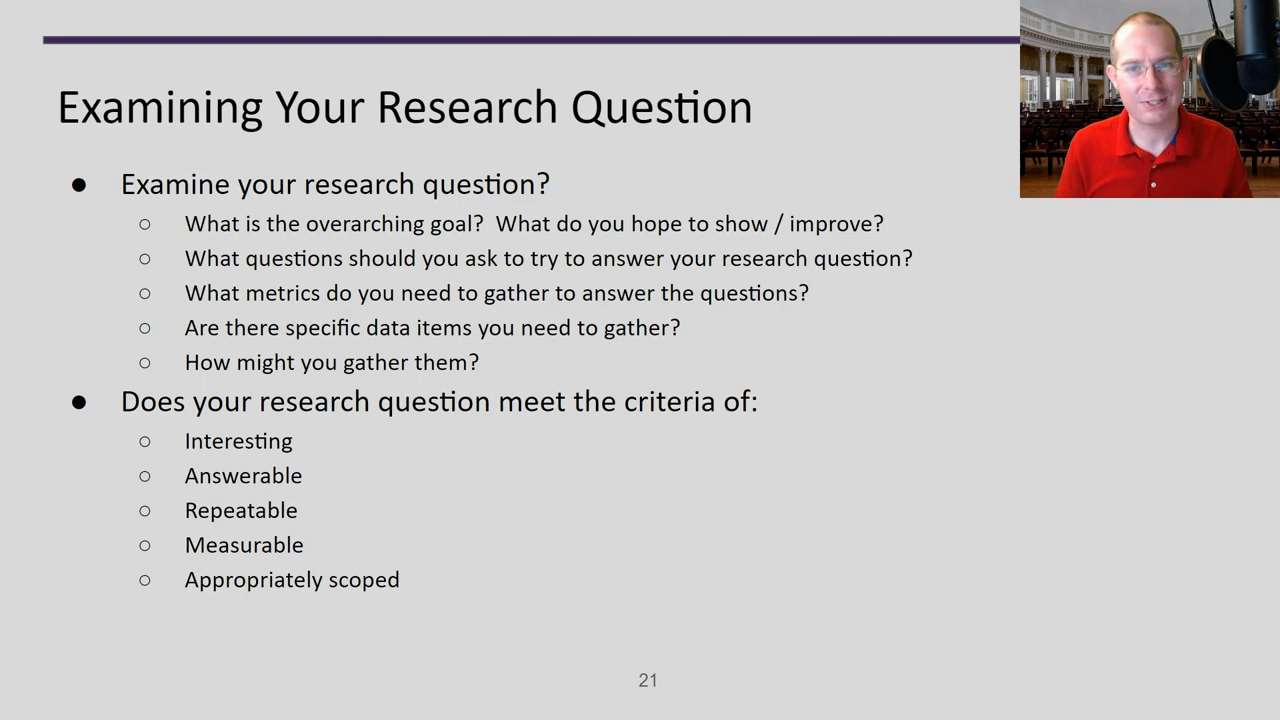 Examining Your Research Question
● Examine your research question?
○ What is the overarching goal?  What do you hope to show / improve?
○ What questions should you ask to try to answer your research question?
○ What metrics do you need to gather to answer the questions?
○ Are there specific data items you need to gather?
○ How might you gather them?
● Does your research question meet the criteria of:
○ Interesting
○ Answerable
○ Repeatable
○ Measurable
○ Appropriately scoped
21